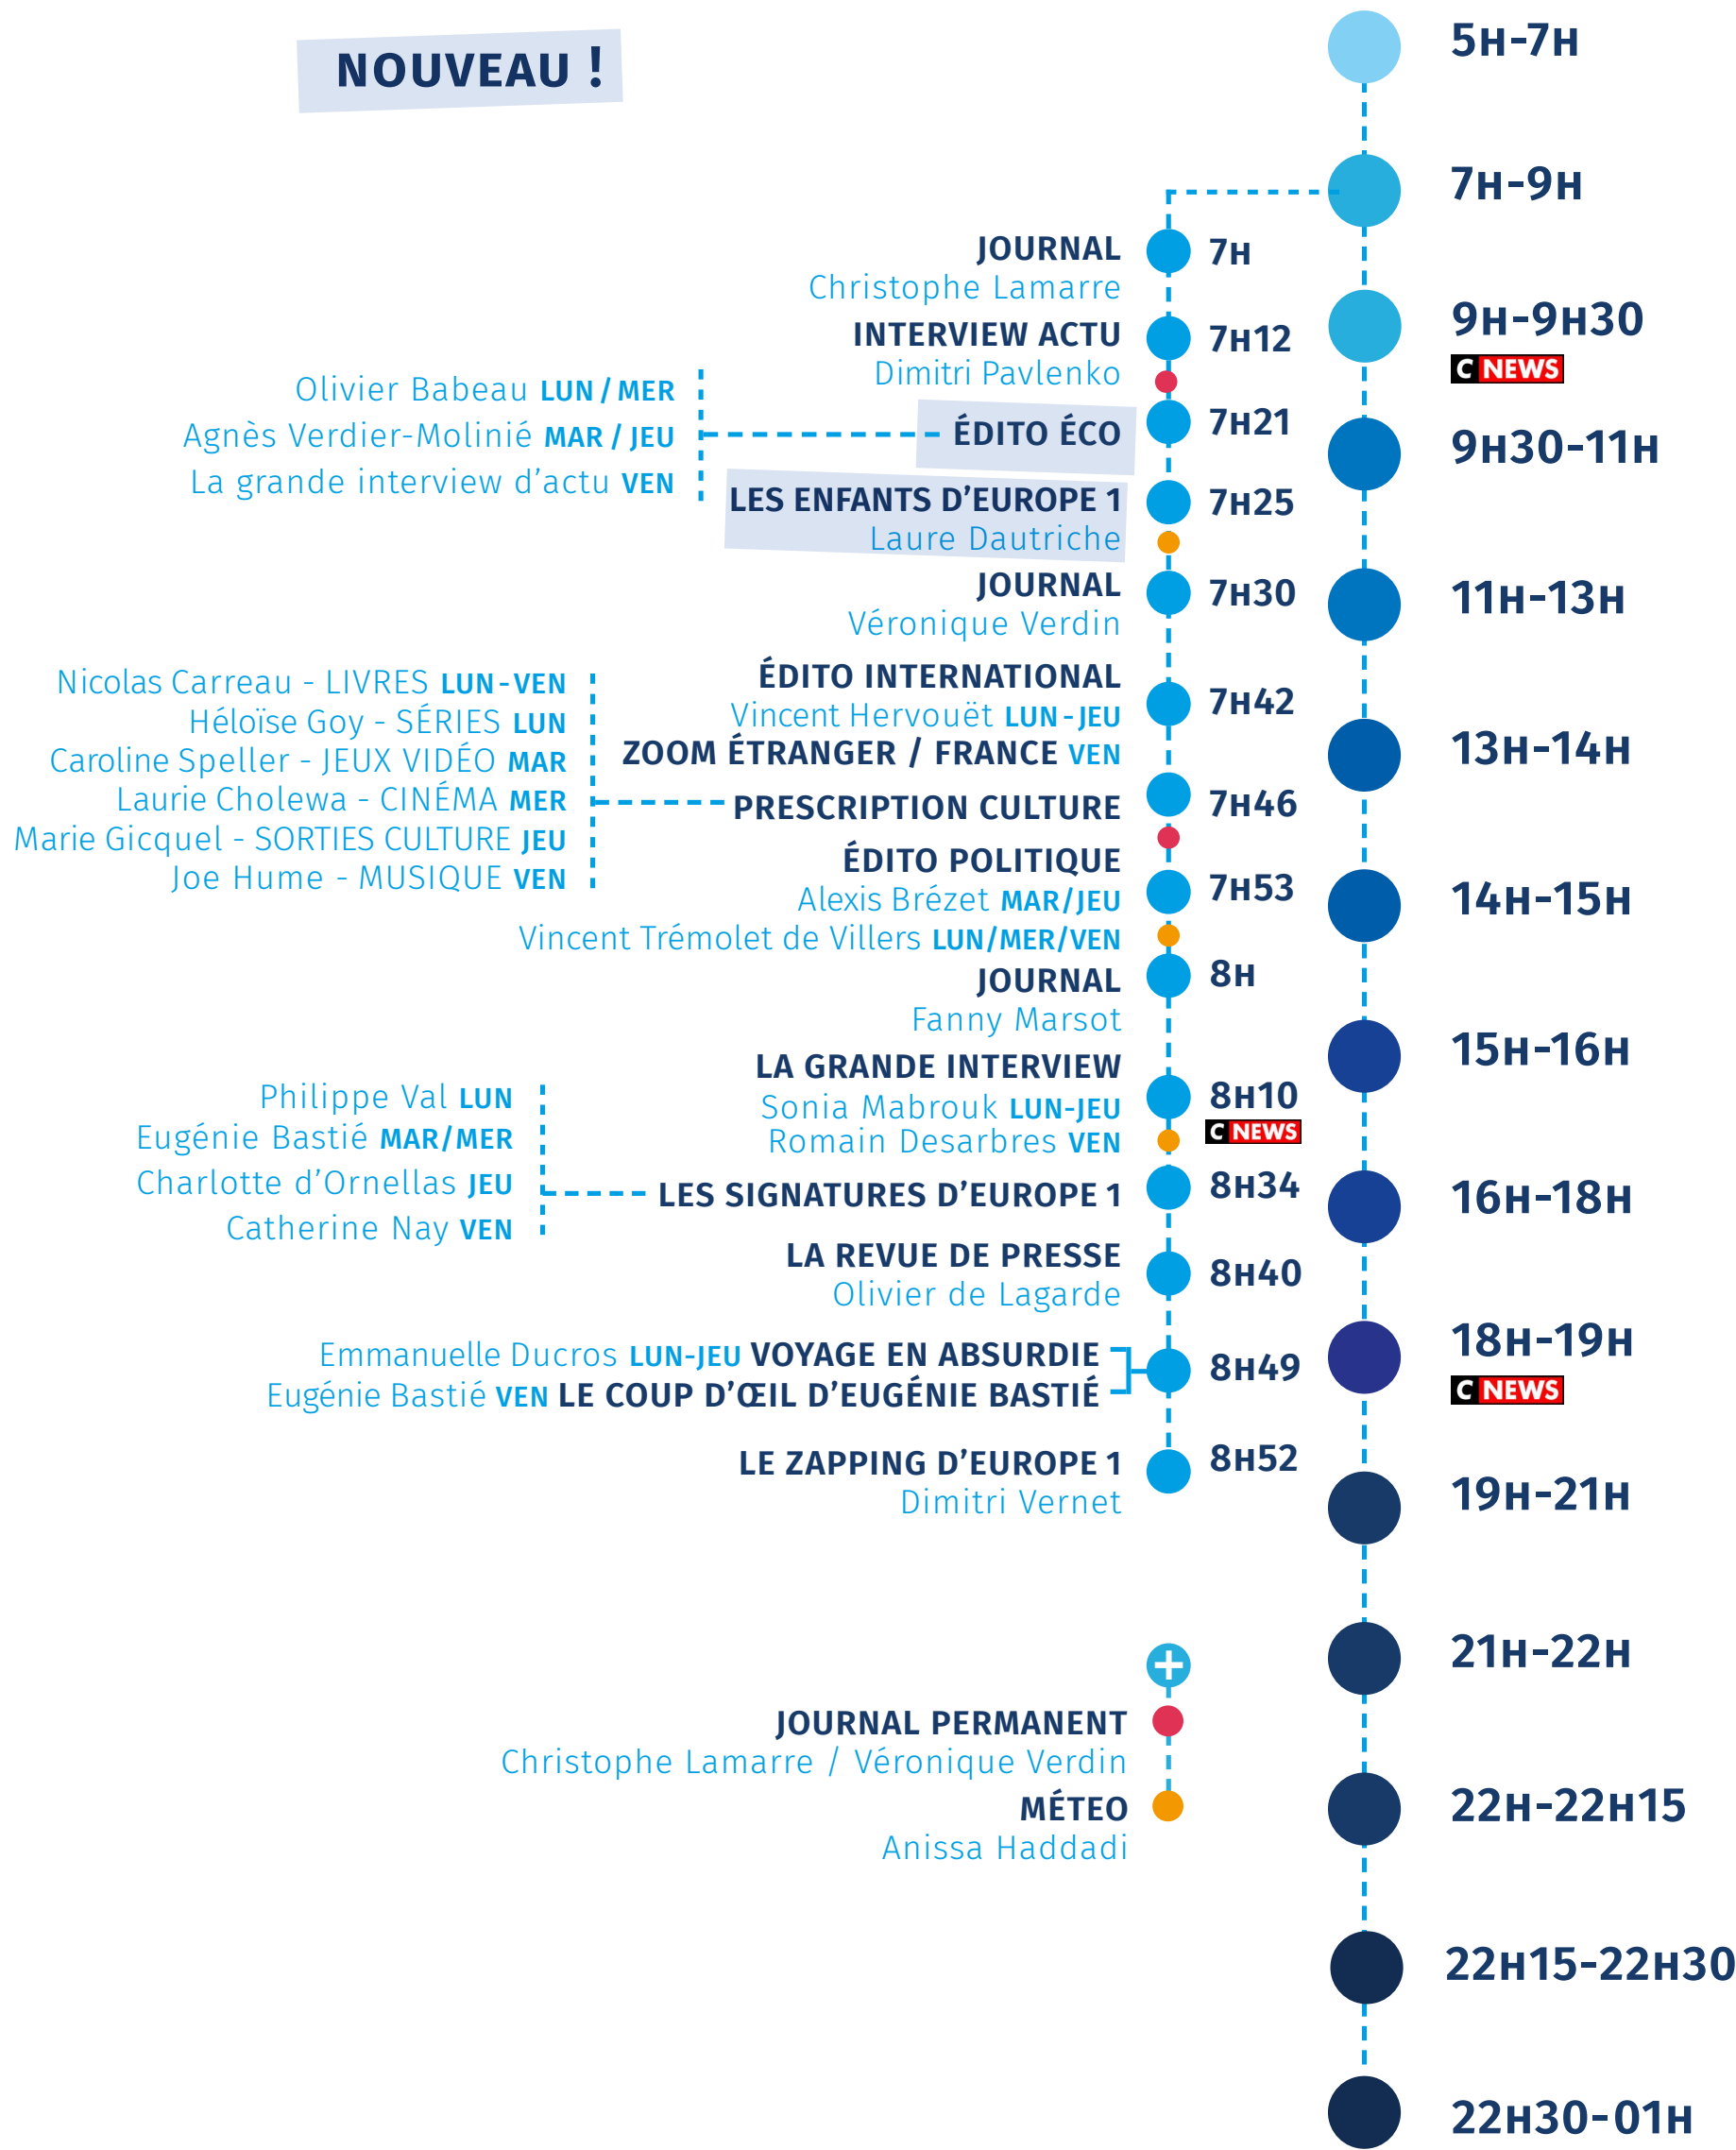 NOUVEAU !
5H-7H
7H-9H
JOURNAL
Christophe Lamarre
7H
INTERVIEW ACTU
Dimitri Pavlenko
7H12
9H-9H30
C NEWS
Olivier Babeau LUN / MER
Agnès Verdier-Molinié MAR / JEU
La grande interview d’actu VEN
ÉDITO ÉCO
7H21
9H30-11H
LES ENFANTS D’EUROPE 1
Laure Dautriche
7H25
JOURNAL
Véronique Verdin
7H30
11H-13H
ÉDITO INTERNATIONAL
Vincent Hervouët LUN-JEU
ZOOM ÉTRANGER / FRANCE VEN
7H42
13H-14H
Nicolas Carreau - LIVRES LUN-VEN
Héloïse Goy - SÉRIES LUN
Caroline Speller - JEUX VIDÉO MAR
Laurie Cholewa - CINÉMA MER
Marie Gicquel - SORTIES CULTURE JEU
Joe Hume - MUSIQUE VEN
PRESCRIPTION CULTURE
7H46
ÉDITO POLITIQUE
Alexis Brézet MAR/JEU
Vincent Trémolet de Villers LUN/MER/VEN
7H53
14H-15H
JOURNAL
Fanny Marsot
8H
15H-16H
LA GRANDE INTERVIEW
Sonia Mabrouk LUN-JEU
Romain Desarbres VEN
8H10
C NEWS
Philippe Val LUN
Eugénie Bastié MAR/MER
Charlotte d’Ornellas JEU
Catherine Nay VEN
LES SIGNATURES D’EUROPE 1
8H34
16H-18H
LA REVUE DE PRESSE
Olivier de Lagarde
8H40
18H-19H
C NEWS
Emmanuelle Ducros LUN-JEU VOYAGE EN ABSURDIE
Eugénie Bastié VEN LE COUP D’ŒIL D’EUGÉNIE BASTIÉ
8H49
LE ZAPPING D’EUROPE 1
Dimitri Vernet
8H52
19H-21H
21H-22H
JOURNAL PERMANENT
Christophe Lamarre / Véronique Verdin
MÉTEO
Anissa Haddadi
22H-22H15
22H15-22H30
22H30-01H